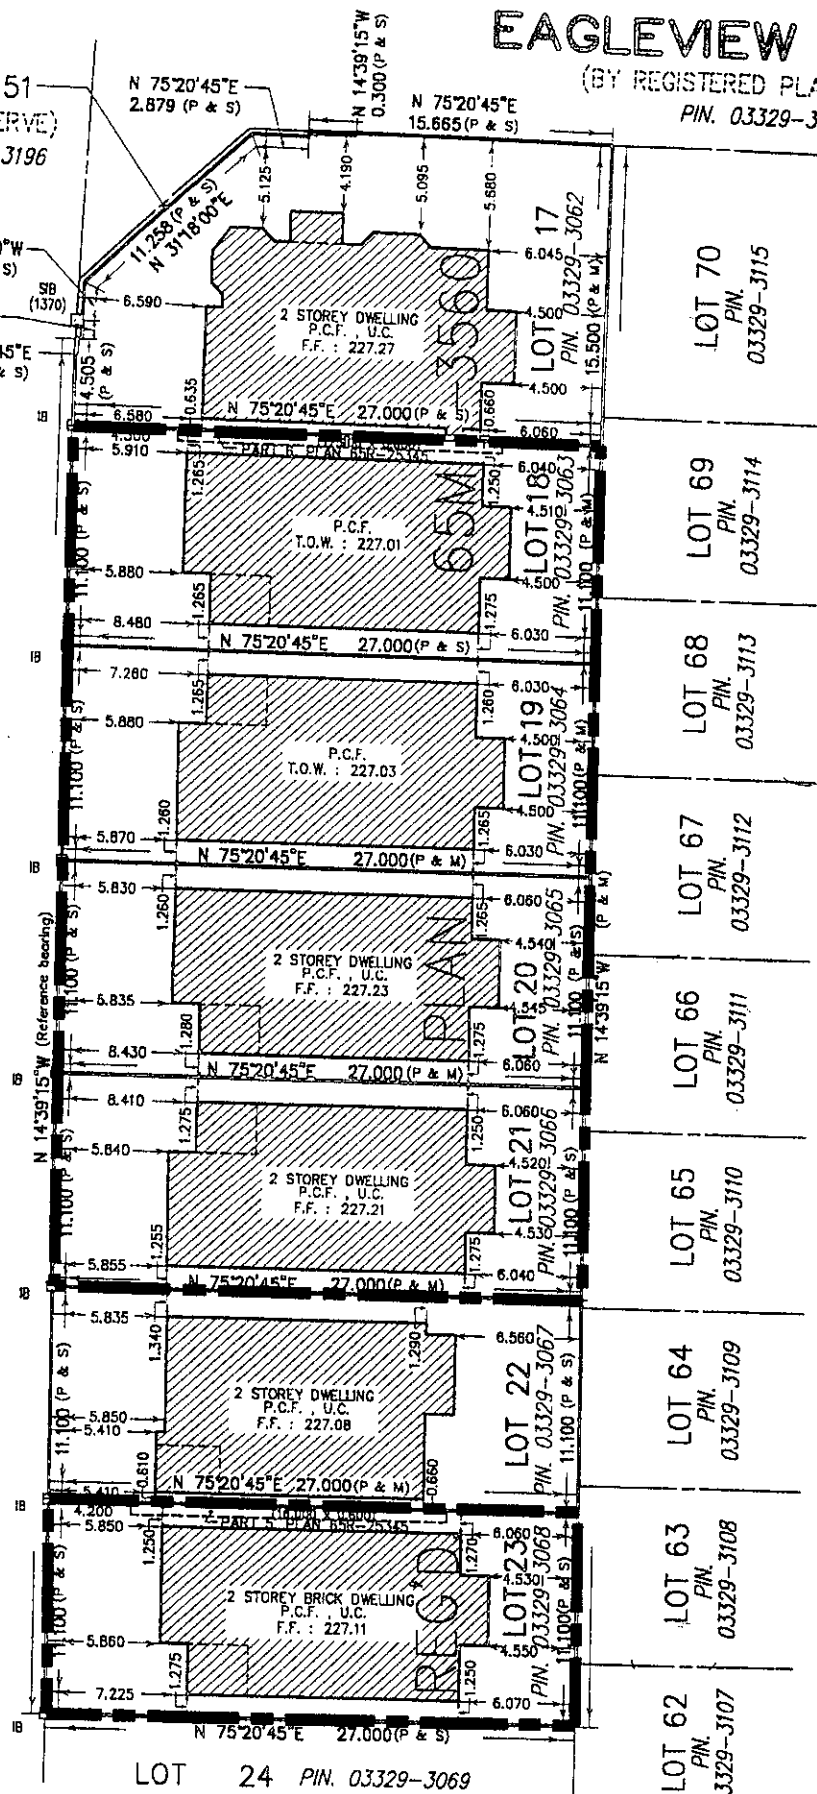 EAGLEVIEW
(BY REGISTERED PLA
PIN. 03329-3
51
ERVE)
3196
N 75°20'45"E
2.879 (P & S)
N 14°39'15"W
0.300 (P & S)
N 75°20'45"E
15.665 (P & S)
11.258 (P & S)
N 31°18'00"E
5.125
4.190
5.095
5.680
"W
S)
SIB
(1370)
45"E
& S)
4.505
(P & S)
6.590
6.045
4.500
4.500
2 STOREY DWELLING
P.C.F. , U.C.
F.F. : 227.27
LOT 17
PIN. 03329-3062
15.500 (P & M)
0.635
0.660
6.580
N 75°20'45"E 27.000 (P & S)
6.060
IB
5.910
PART 6, PLAN 65R-25345
6.040
1.265
1.250
4.510
P.C.F.
T.O.W. : 227.01
65M-3560
LOT 18
PIN. 03329-3063
11.100 (P & S)
11.100 (P & M)
5.880
4.500
1.265
1.275
8.480
6.030
IB
N 75°20'45"E 27.000 (P & S)
7.260
6.030
1.265
1.260
5.880
4.500
P.C.F.
T.O.W. : 227.03
LOT 19
PIN. 03329-3064
11.100 (P & S)
11.100 (P & M)
4.500
1.260
1.265
5.870
6.030
IB
N 75°20'45"E 27.000 (P & M)
5.830
6.060
1.260
1.265
4.540
2 STOREY DWELLING
P.C.F. , U.C.
F.F. : 227.23
PLAN
LOT 20
PIN. 03329-3065
11.100 (P & S)
11.100 (P & S)
5.835
4.545
1.280
1.275
8.430
6.060
IB
N 75°20'45"E 27.000 (P & M)
N 14°39'15"W (Reference bearing)
N 14°39'15"W (P & M)
8.410
6.060
1.275
1.250
5.840
4.520
2 STOREY DWELLING
P.C.F. , U.C.
F.F. : 227.21
LOT 21
PIN. 03329-3066
11.100 (P & S)
11.100 (P & S)
4.530
1.255
1.275
5.855
6.040
IB
N 75°20'45"E 27.000 (P & M)
5.835
6.560
1.340
1.290
2 STOREY DWELLING
P.C.F. , U.C.
F.F. : 227.08
LOT 22
PIN. 03329-3067
11.100 (P & S)
11.100 (P & S)
5.850
5.410
0.610
0.660
5.410
N 75°20'45"E 27.000 (P & M)
IB
4.200
5.850
PART 5, PLAN 65R-25345
6.060
1.250
1.270
4.530
2 STOREY BRICK DWELLING
P.C.F. , U.C.
F.F. : 227.11
REG'D
LOT 23
PIN. 03329-3068
11.100 (P & S)
11.100 (P & S)
5.860
4.550
1.275
1.250
7.225
6.070
IB
N 75°20'45"E 27.000 (P & S)
LOT 24 PIN. 03329-3069
LOT 70
PIN.
03329-3115
LOT 69
PIN.
03329-3114
LOT 68
PIN.
03329-3113
LOT 67
PIN.
03329-3112
LOT 66
PIN.
03329-3111
LOT 65
PIN.
03329-3110
LOT 64
PIN.
03329-3109
LOT 63
PIN.
03329-3108
LOT 62
PIN.
3329-3107